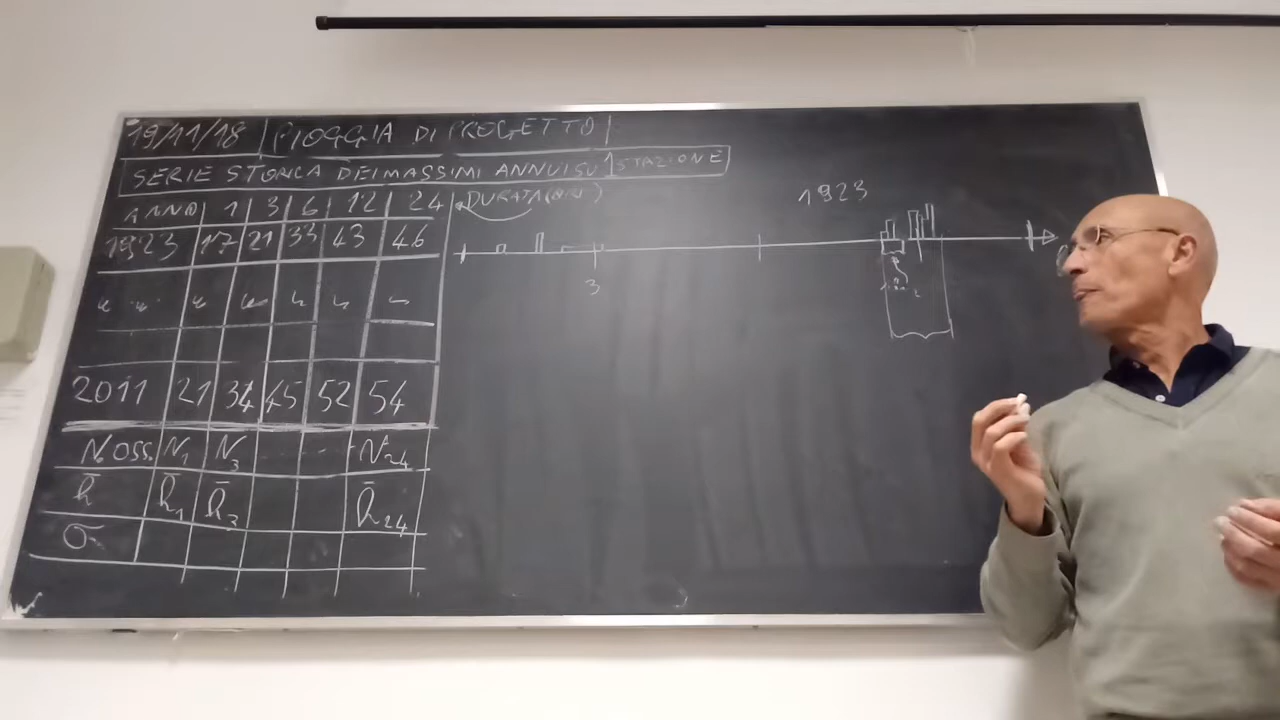 19/11/18 | PIOGGIA DI PROGETTO
SERIE STORICA DEI MASSIMI ANNUI SU 1 STAZIONE
ANNO 1 3 6 12 24 DURATA (ORE)
1923 17 21 33 43 46
1923
3
2011 21 34 45 52 54
N.OSS. N1 N3 - - - N24
h̄ h̄1 h̄3 h̄24
σ